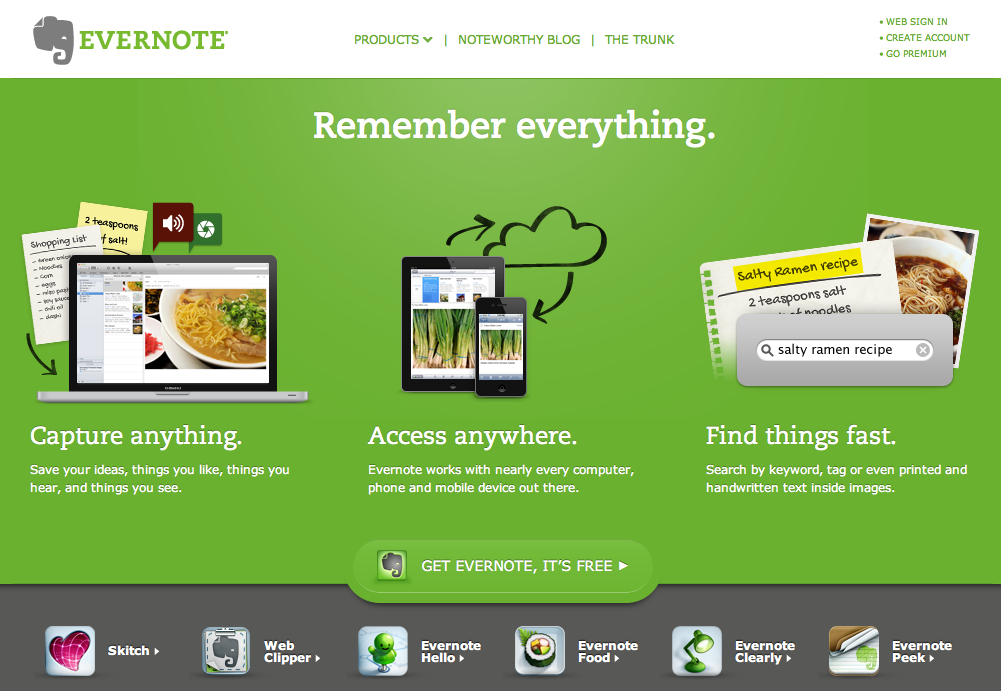 EVERNOTE
PRODUCTS | NOTEWORTHY BLOG | THE TRUNK
• WEB SIGN IN
• CREATE ACCOUNT
• GO PREMIUM
Remember everything.
2 teaspoons
of salt!
Shopping List
– Green onions
– Noodles
– Corn
– eggs
– miso paste
– soy sauce
– chili oil
– dashi
Salty Ramen recipe
2 teaspoons salt
of noodles
salty ramen recipe
Capture anything.
Save your ideas, things you like, things you
hear, and things you see.
Access anywhere.
Evernote works with nearly every computer,
phone and mobile device out there.
Find things fast.
Search by keyword, tag or even printed and
handwritten text inside images.
GET EVERNOTE, IT'S FREE ▶
Skitch
Web
Clipper
Evernote
Hello
Evernote
Food
Evernote
Clearly
Evernote
Peek